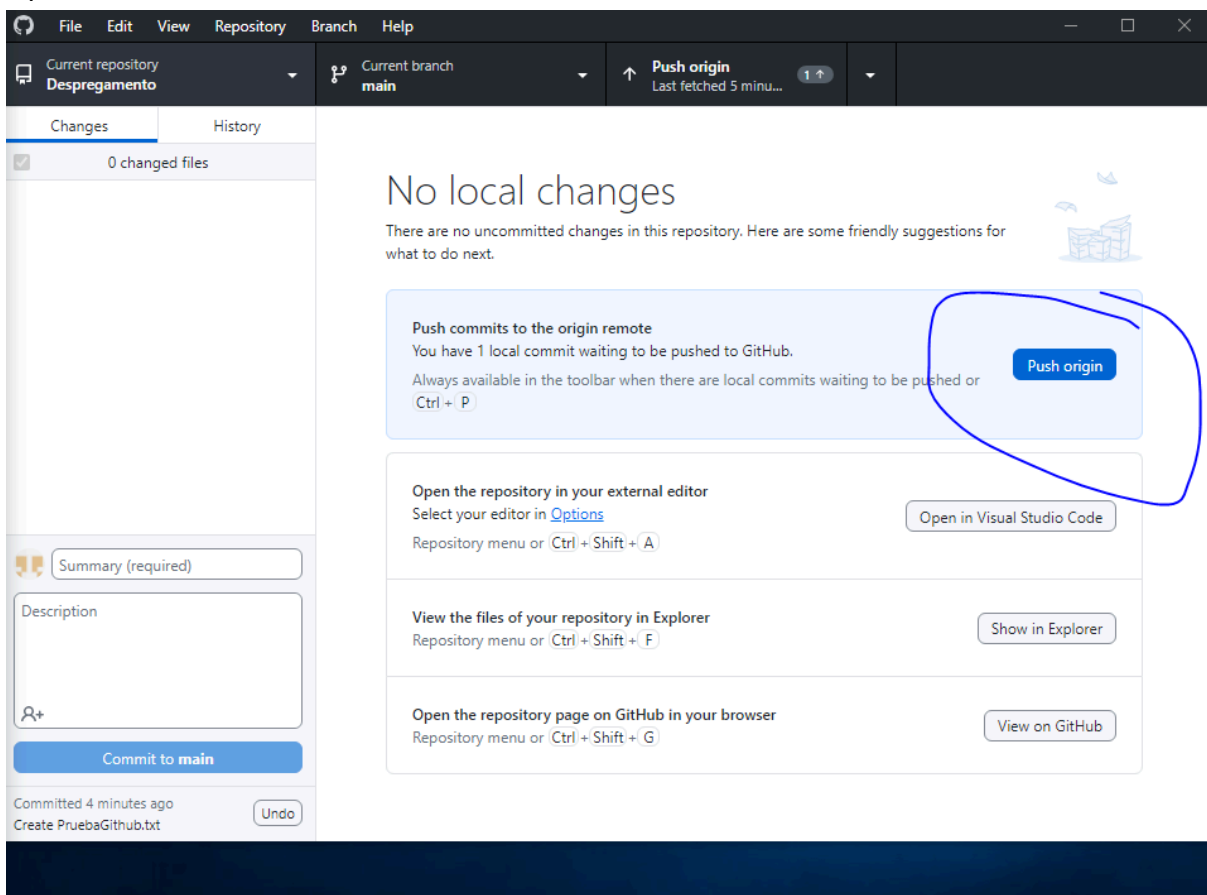 File Edit View Repository Branch Help
Current repository
Despregamento
Current branch
main
Push origin
Last fetched 5 minu...
1
Changes History
0 changed files
No local changes
There are no uncommitted changes in this repository. Here are some friendly suggestions for
what to do next.
Push commits to the origin remote
You have 1 local commit waiting to be pushed to GitHub.
Always available in the toolbar when there are local commits waiting to be pushed or
Ctrl + P
Push origin
Open the repository in your external editor
Select your editor in Options
Repository menu or Ctrl + Shift + A
Open in Visual Studio Code
View the files of your repository in Explorer
Repository menu or Ctrl + Shift + F
Show in Explorer
Open the repository page on GitHub in your browser
Repository menu or Ctrl + Shift + G
View on GitHub
Summary (required)
Description
Commit to main
Committed 4 minutes ago
Create PruebaGithub.txt
Undo